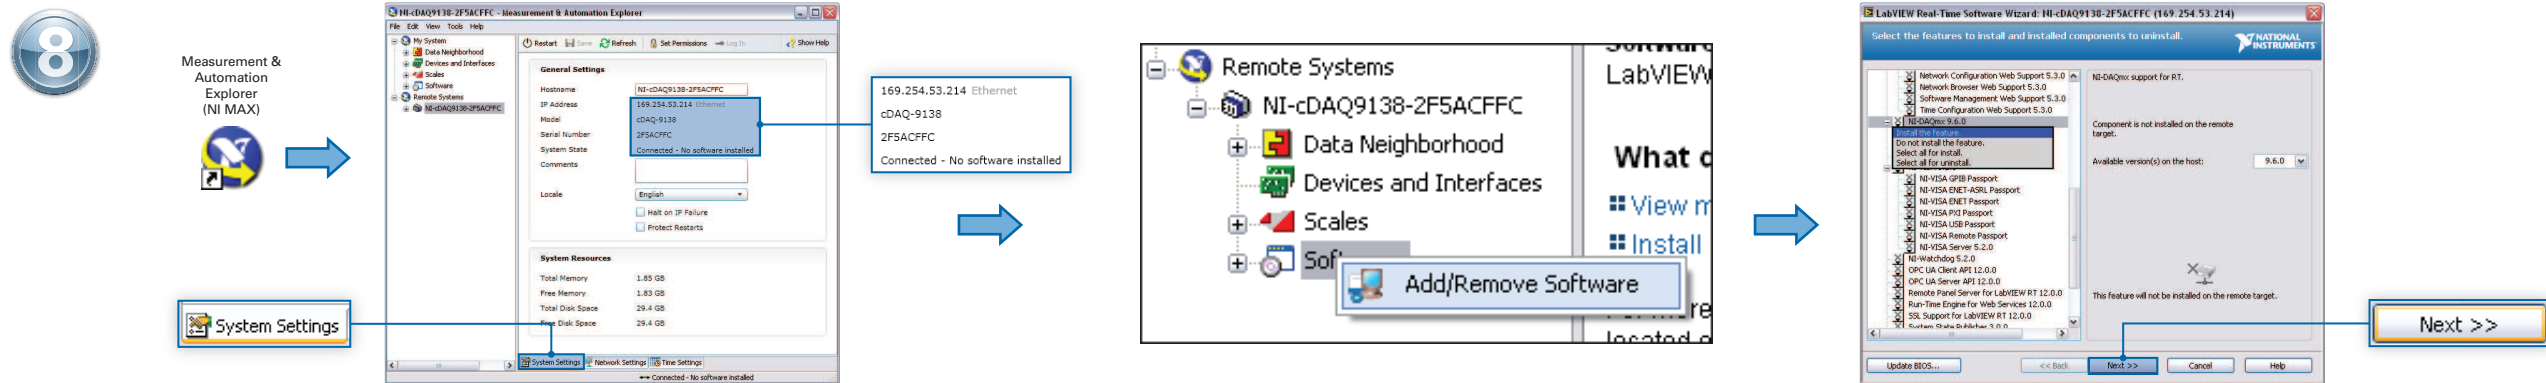 8
Measurement &
Automation
Explorer
(NI MAX)
NI-cDAQ9138-2F5ACFFC - Measurement & Automation Explorer
File Edit View Tools Help
My System
Data Neighborhood
Devices and Interfaces
Scales
Software
Remote Systems
NI-cDAQ9138-2F5ACFFC
Restart Save Refresh Set Permissions Log In Show Help
General Settings
Hostname NI-cDAQ9138-2F5ACFFC
IP Address 169.254.53.214 Ethernet
Model cDAQ-9138
Serial Number 2F5ACFFC
System State Connected - No software installed
Comments
Locale English
Halt on IP Failure
Protect Restarts
System Resources
Total Memory 1.85 GB
Free Memory 1.83 GB
Total Disk Space 29.4 GB
Free Disk Space 29.4 GB
System Settings Network Settings Time Settings
Connected - No software installed
System Settings
169.254.53.214 Ethernet
cDAQ-9138
2F5ACFFC
Connected - No software installed
Remote Systems
NI-cDAQ9138-2F5ACFFC
Data Neighborhood
Devices and Interfaces
Scales
Soft
Add/Remove Software
LabVIEW
What
View m
Install
LabVIEW Real-Time Software Wizard: NI-cDAQ9138-2F5ACFFC (169.254.53.214)
Select the features to install and installed components to uninstall.
NATIONAL
INSTRUMENTS
Network Configuration Web Support 5.3.0
Network Browser Web Support 5.3.0
Software Management Web Support 5.3.0
Time Configuration Web Support 5.3.0
NI-DAQmx 9.6.0
Install the feature.
Do not install the feature.
Select all for install.
Select all for uninstall.
NI-VISA GPIB Passport
NI-VISA ENET-ASRL Passport
NI-VISA ENET Passport
NI-VISA PXI Passport
NI-VISA USB Passport
NI-VISA Remote Passport
NI-VISA Server 5.2.0
NI-Watchdog 5.2.0
OPC UA Client API 12.0.0
OPC UA Server API 12.0.0
Remote Panel Server for LabVIEW RT 12.0.0
Run-Time Engine for Web Services 12.0.0
SSL Support for LabVIEW RT 12.0.0
System State Publisher 3.0.0
NI-DAQmx support for RT.
Component is not installed on the remote
target.
Available version(s) on the host: 9.6.0
This feature will not be installed on the remote target.
Update BIOS... << Back Next >> Cancel Help
Next >>